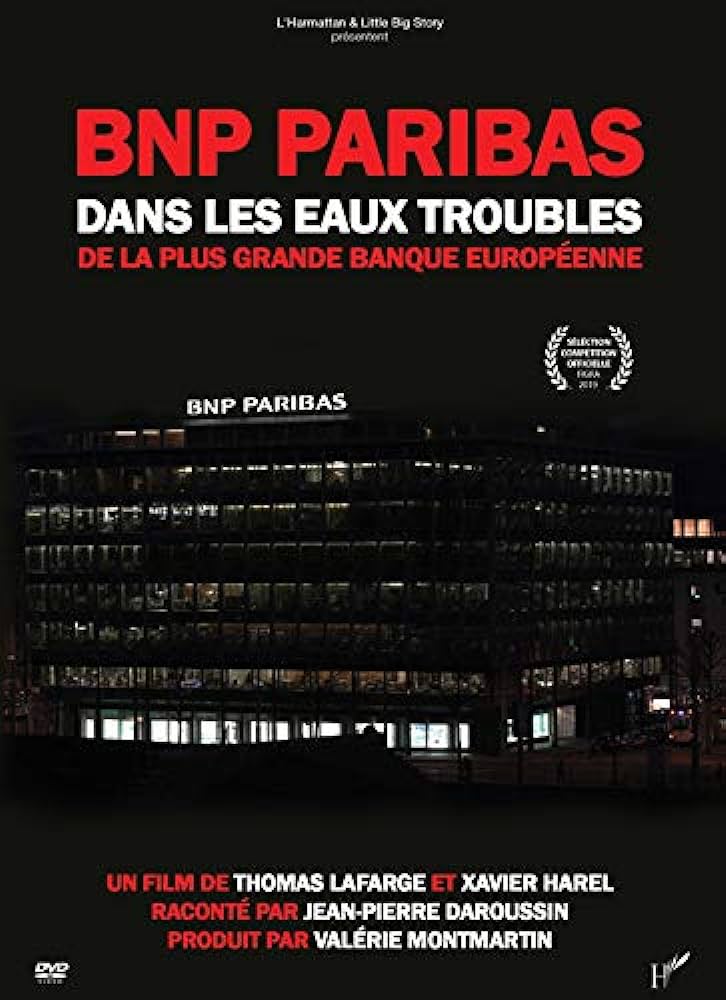 L'Harmattan & Little Big Story
présentent
BNP PARIBAS
DANS LES EAUX TROUBLES
DE LA PLUS GRANDE BANQUE EUROPÉENNE
SÉLECTION
COMPETITION
OFFICIELLE
FIGRA
2019
BNP PARIBAS
UN FILM DE THOMAS LAFARGE ET XAVIER HAREL
RACONTÉ PAR JEAN-PIERRE DAROUSSIN
PRODUIT PAR VALÉRIE MONTMARTIN
DVD
VIDEO
H